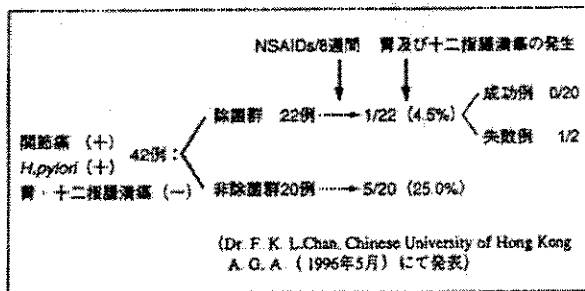 NSAIDs/8週間 胃及び十二指腸潰瘍の発生
成功例 0/20
除菌群 22例 1/22 (4.5%)
失敗例 1/2
関節痛 (+)
42例:
H.pylori (+)
胃・十二指腸潰瘍 (−)
非除菌群20例 5/20 (25.0%)
(Dr. F. K. L.Chan. Chinese University of Hong Kong
A. G. A. ( 1996年5月) にて発表)